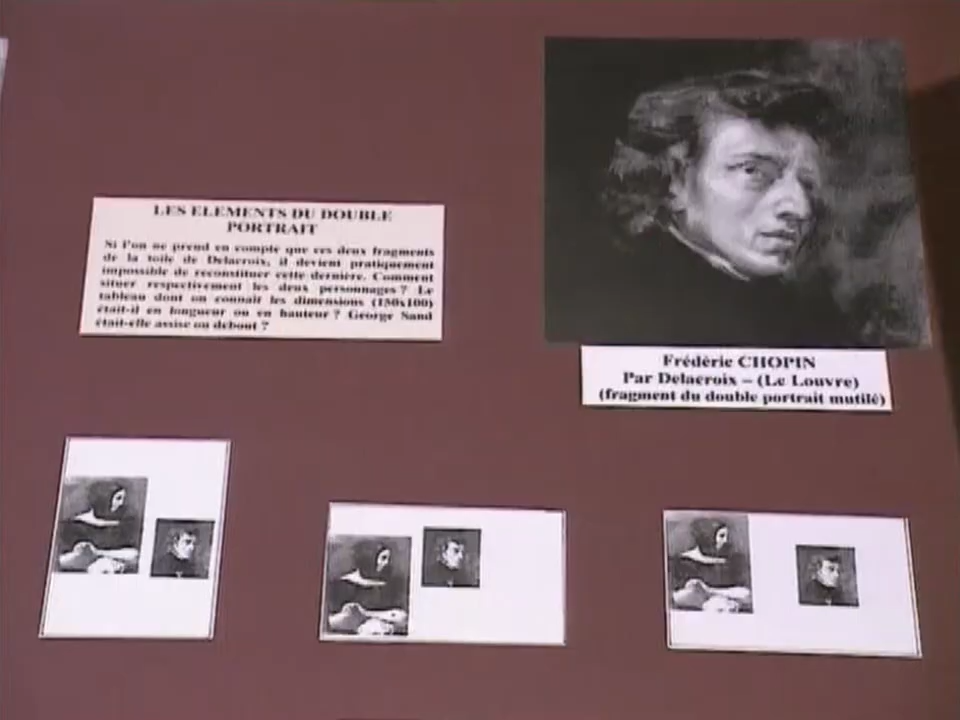 LES ELEMENTS DU DOUBLE
PORTRAIT
Si l'on ne prend en compte que ces deux fragments
de la toile de Delacroix, il devient pratiquement
impossible de reconstituer cette dernière. Comment
situer respectivement les deux personnages ? Le
tableau dont on connait les dimensions (150x100)
était-il en longueur ou en hauteur ? George Sand
était-elle assise ou debout ?
Frédéric CHOPIN
Par Delacroix – (Le Louvre)
(fragment du double portrait mutilé)